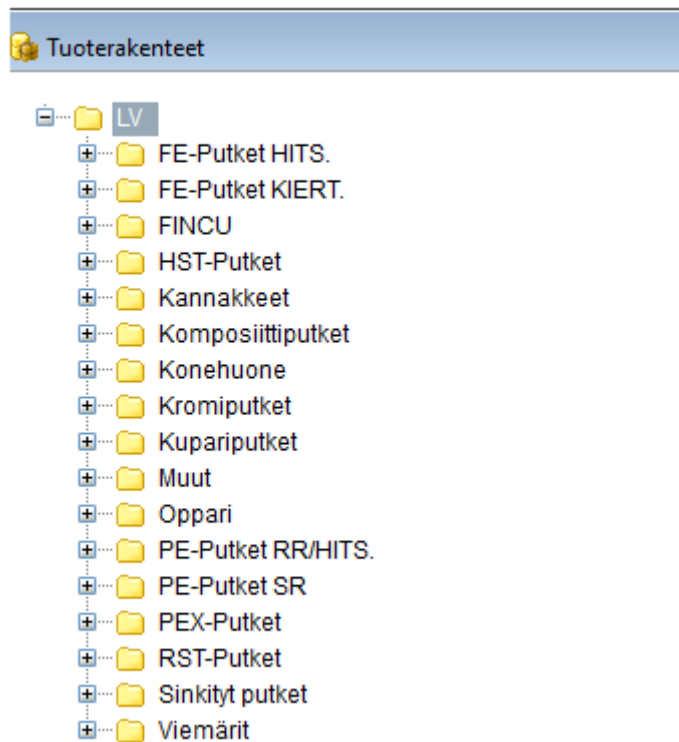 Tuoterakenteet
LV
FE-Putket HITS.
FE-Putket KIERT.
FINCU
HST-Putket
Kannakkeet
Komposiittiputket
Konehuone
Kromiputket
Kupariputket
Muut
Oppari
PE-Putket RR/HITS.
PE-Putket SR
PEX-Putket
RST-Putket
Sinkityt putket
Viemärit